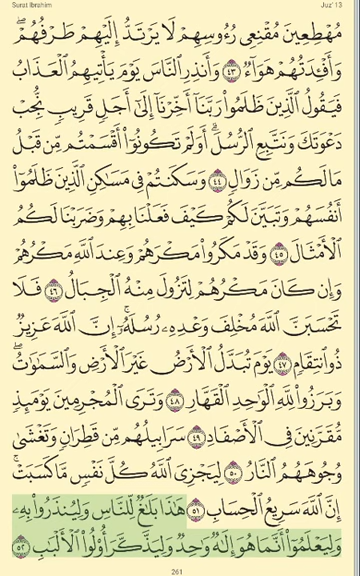 Surat Ibrahim Juz' 13
مُهْطِعِينَ مُقْنِعِى رُءُوسِهِمْ لَا يَرْتَدُّ إِلَيْهِمْ طَرْفُهُمْ ۖ
وَأَفْـِٔدَتُهُمْ هَوَآءٌ ٤٣ وَأَنذِرِ ٱلنَّاسَ يَوْمَ يَأْتِيهِمُ ٱلْعَذَابُ
فَيَقُولُ ٱلَّذِينَ ظَلَمُوا۟ رَبَّنَآ أَخِّرْنَآ إِلَىٰٓ أَجَلٍ قَرِيبٍ نُّجِبْ
دَعْوَتَكَ وَنَتَّبِعِ ٱلرُّسُلَ ۗ أَوَلَمْ تَكُونُوٓا۟ أَقْسَمْتُم مِّن قَبْلُ
مَا لَكُم مِّن زَوَالٍ ٤٤ وَسَكَنتُمْ فِى مَسَـٰكِنِ ٱلَّذِينَ ظَلَمُوٓا۟
أَنفُسَهُمْ وَتَبَيَّنَ لَكُمْ كَيْفَ فَعَلْنَا بِهِمْ وَضَرَبْنَا لَكُمُ
ٱلْأَمْثَالَ ٤٥ وَقَدْ مَكَرُوا۟ مَكْرَهُمْ وَعِندَ ٱللَّهِ مَكْرُهُمْ
وَإِن كَانَ مَكْرُهُمْ لِتَزُولَ مِنْهُ ٱلْجِبَالُ ٤٦ فَلَا
تَحْسَبَنَّ ٱللَّهَ مُخْلِفَ وَعْدِهِۦ رُسُلَهُۥٓ ۗ إِنَّ ٱللَّهَ عَزِيزٌ
ذُو ٱنتِقَامٍ ٤٧ يَوْمَ تُبَدَّلُ ٱلْأَرْضُ غَيْرَ ٱلْأَرْضِ وَٱلسَّمَـٰوَٰتُ ۖ
وَبَرَزُوا۟ لِلَّهِ ٱلْوَٰحِدِ ٱلْقَهَّارِ ٤٨ وَتَرَى ٱلْمُجْرِمِينَ يَوْمَئِذٍ
مُّقَرَّنِينَ فِى ٱلْأَصْفَادِ ٤٩ سَرَابِيلُهُم مِّن قَطِرَانٍ وَتَغْشَىٰ
وُجُوهَهُمُ ٱلنَّارُ ٥٠ لِيَجْزِىَ ٱللَّهُ كُلَّ نَفْسٍ مَّا كَسَبَتْ ۚ
إِنَّ ٱللَّهَ سَرِيعُ ٱلْحِسَابِ ٥١ هَـٰذَا بَلَـٰغٌ لِّلنَّاسِ وَلِيُنذَرُوا۟ بِهِۦ
وَلِيَعْلَمُوٓا۟ أَنَّمَا هُوَ إِلَـٰهٌ وَٰحِدٌ وَلِيَذَّكَّرَ أُو۟لُوا۟ ٱلْأَلْبَـٰبِ ٥٢
261